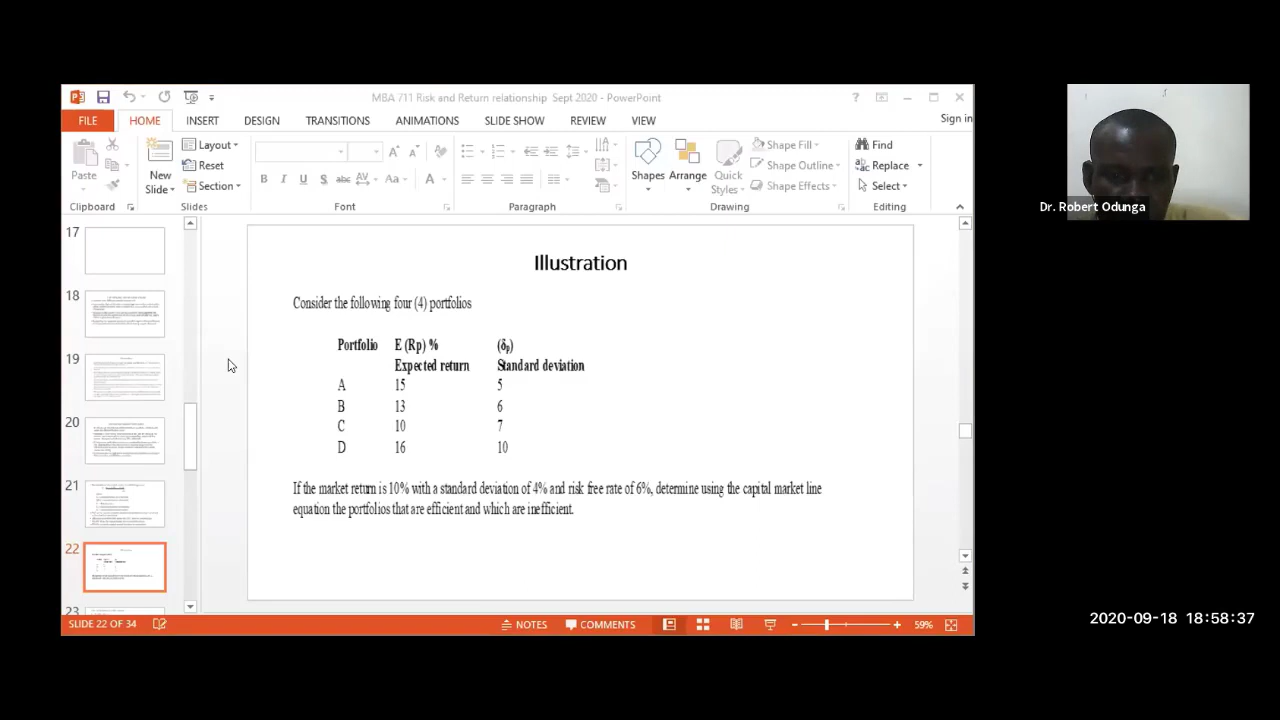 MBA 711 Risk and Return relationship Sept 2020 - PowerPoint
FILE HOME INSERT DESIGN TRANSITIONS ANIMATIONS SLIDE SHOW REVIEW VIEW Sign in
Paste
New Slide
Layout
Reset
Section
B I U S abc AV Aa A
Shapes
Arrange
Quick Styles
Shape Fill
Shape Outline
Shape Effects
Find
Replace
Select
Clipboard Slides Font Paragraph Drawing Editing
17
18
19
20
21
22
23
Illustration
Consider the following four (4) portfolios
Portfolio E (Rp) % (δp)
Expected return Standard deviation
A 15 5
B 13 6
C 10 7
D 16 10
If the market return is 10% with a standard deviation of 4% and risk free rate of 6%, determine using the capital market line
equation the portfolios that are efficient and which are inefficient.
SLIDE 22 OF 34 NOTES COMMENTS 59%
Dr. Robert Odunga
2020-09-18 18:58:37